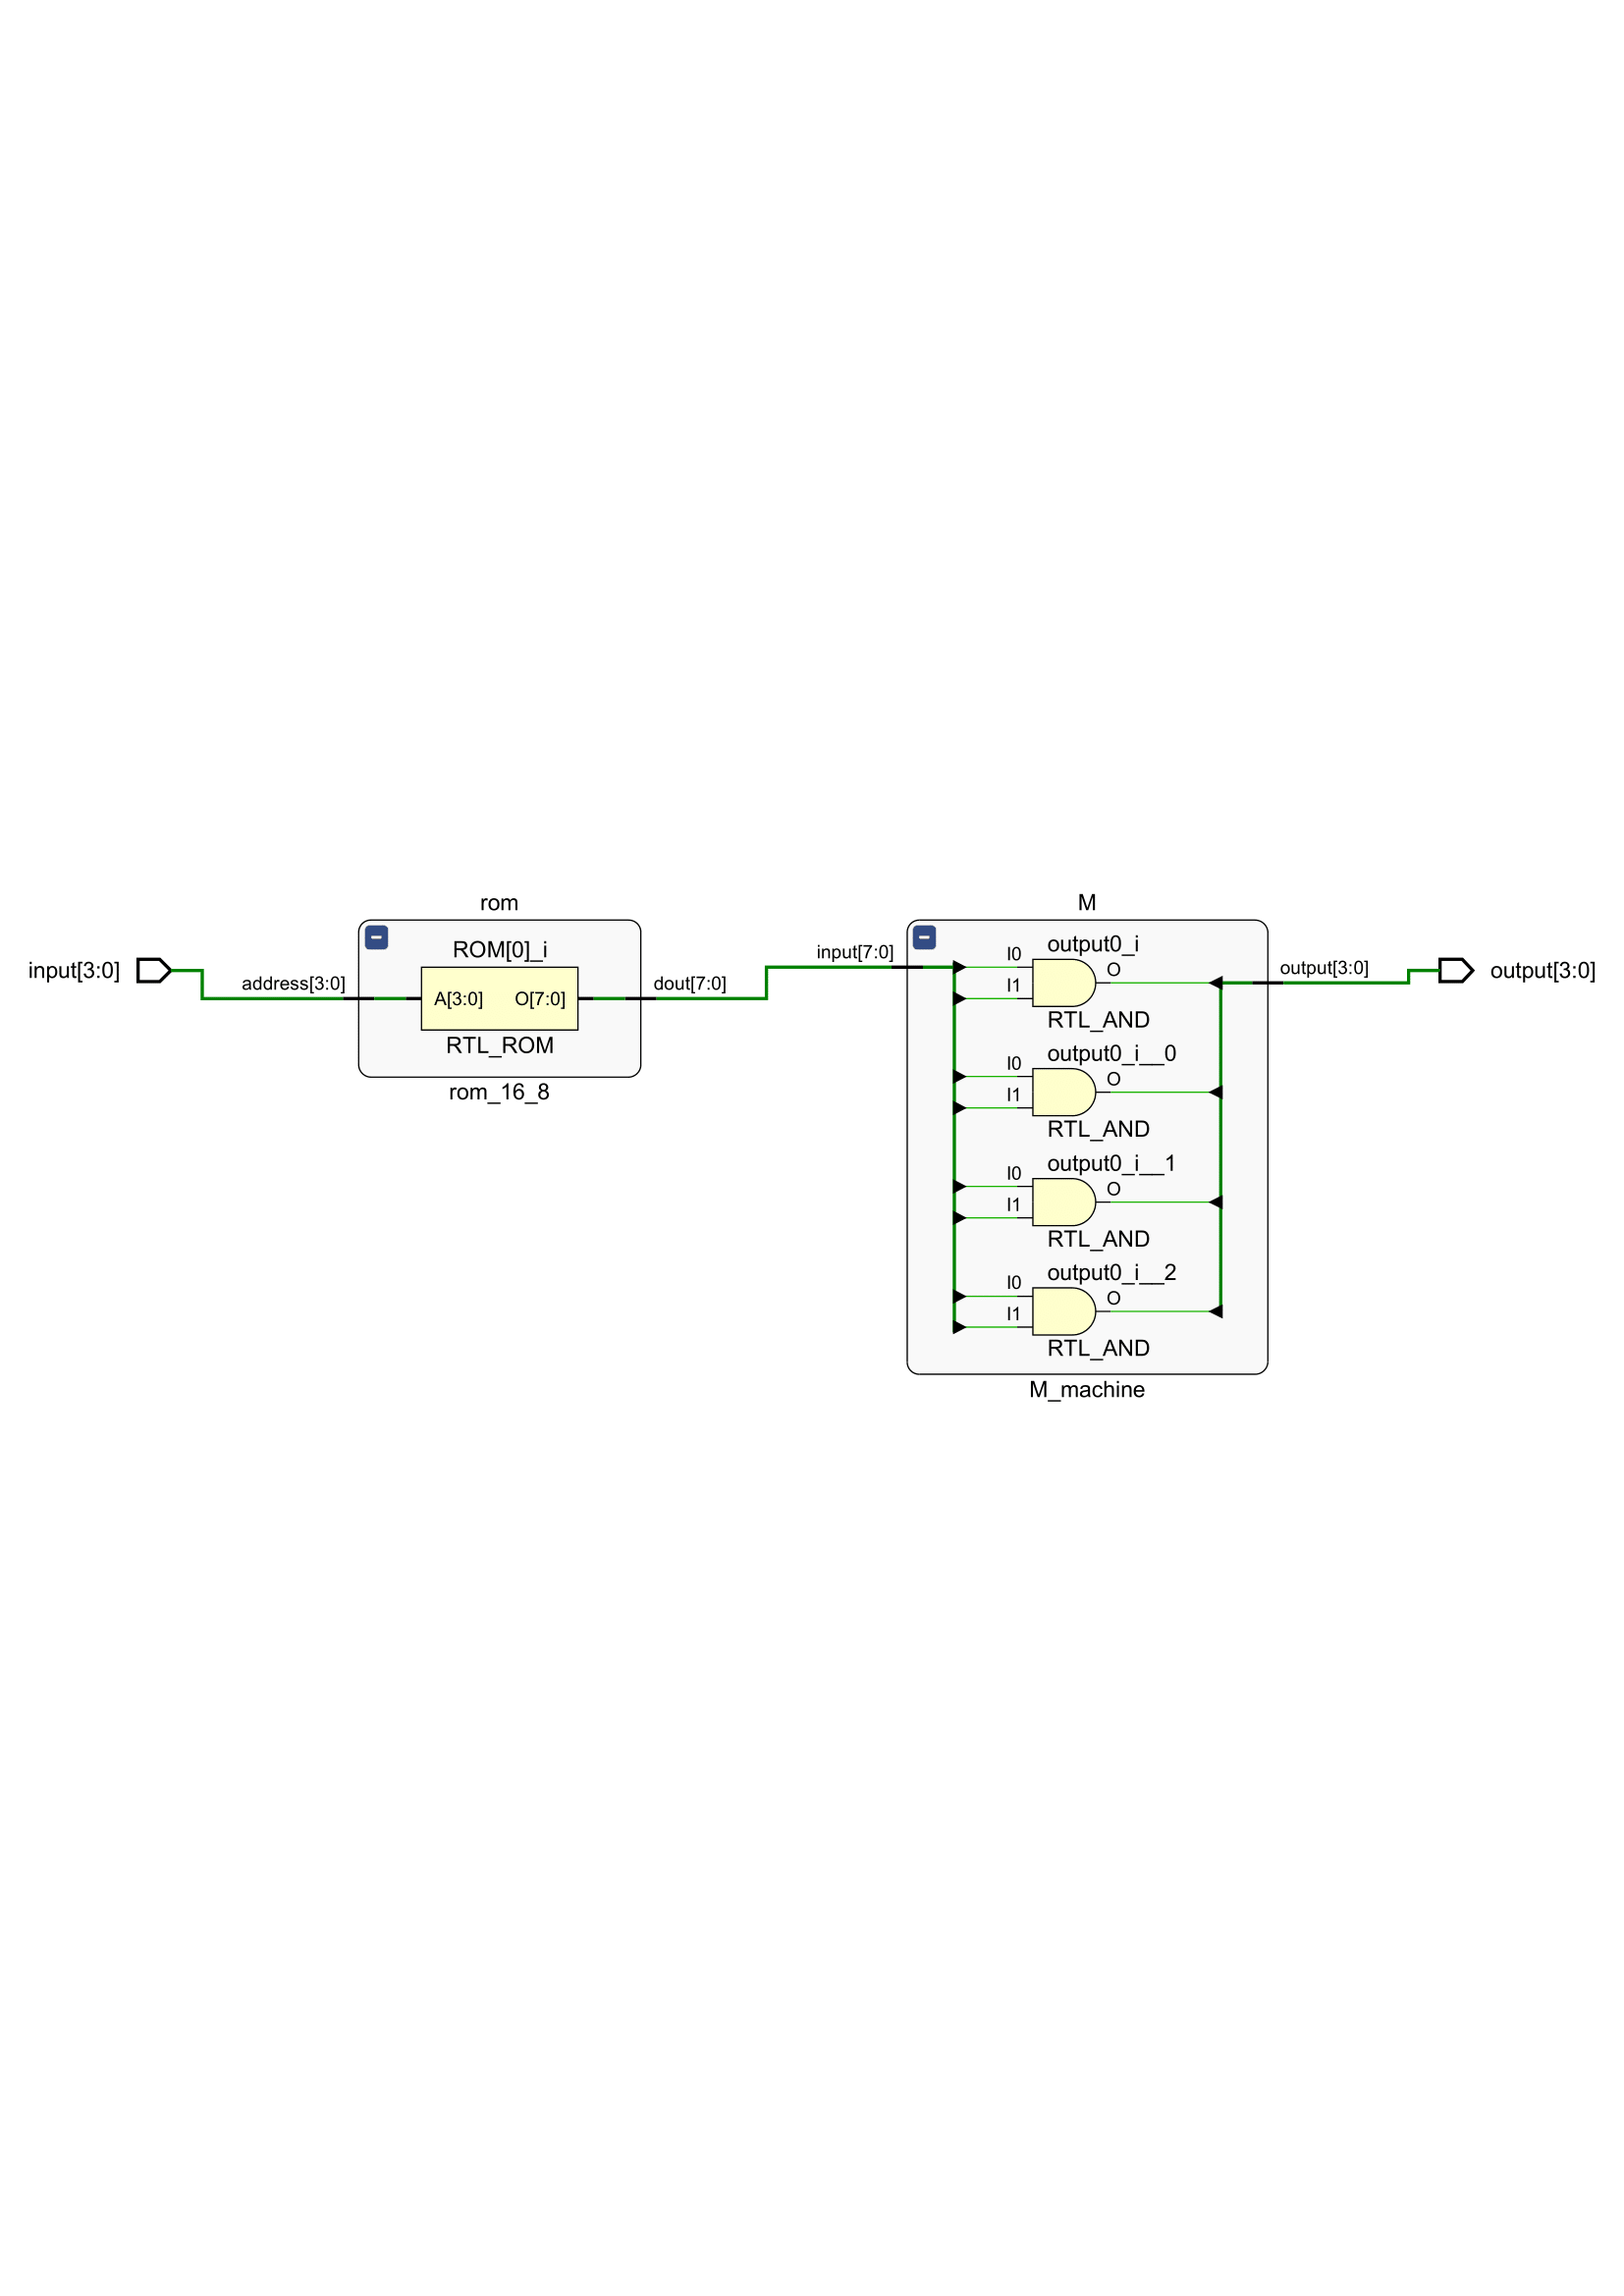 input[3:0]
address[3:0]
rom
ROM[0]_i
A[3:0]
O[7:0]
RTL_ROM
rom_16_8
dout[7:0]
input[7:0]
M
output0_i
I0
I1
O
RTL_AND
output0_i__0
I0
I1
O
RTL_AND
output0_i__1
I0
I1
O
RTL_AND
output0_i__2
I0
I1
O
RTL_AND
M_machine
output[3:0]
output[3:0]